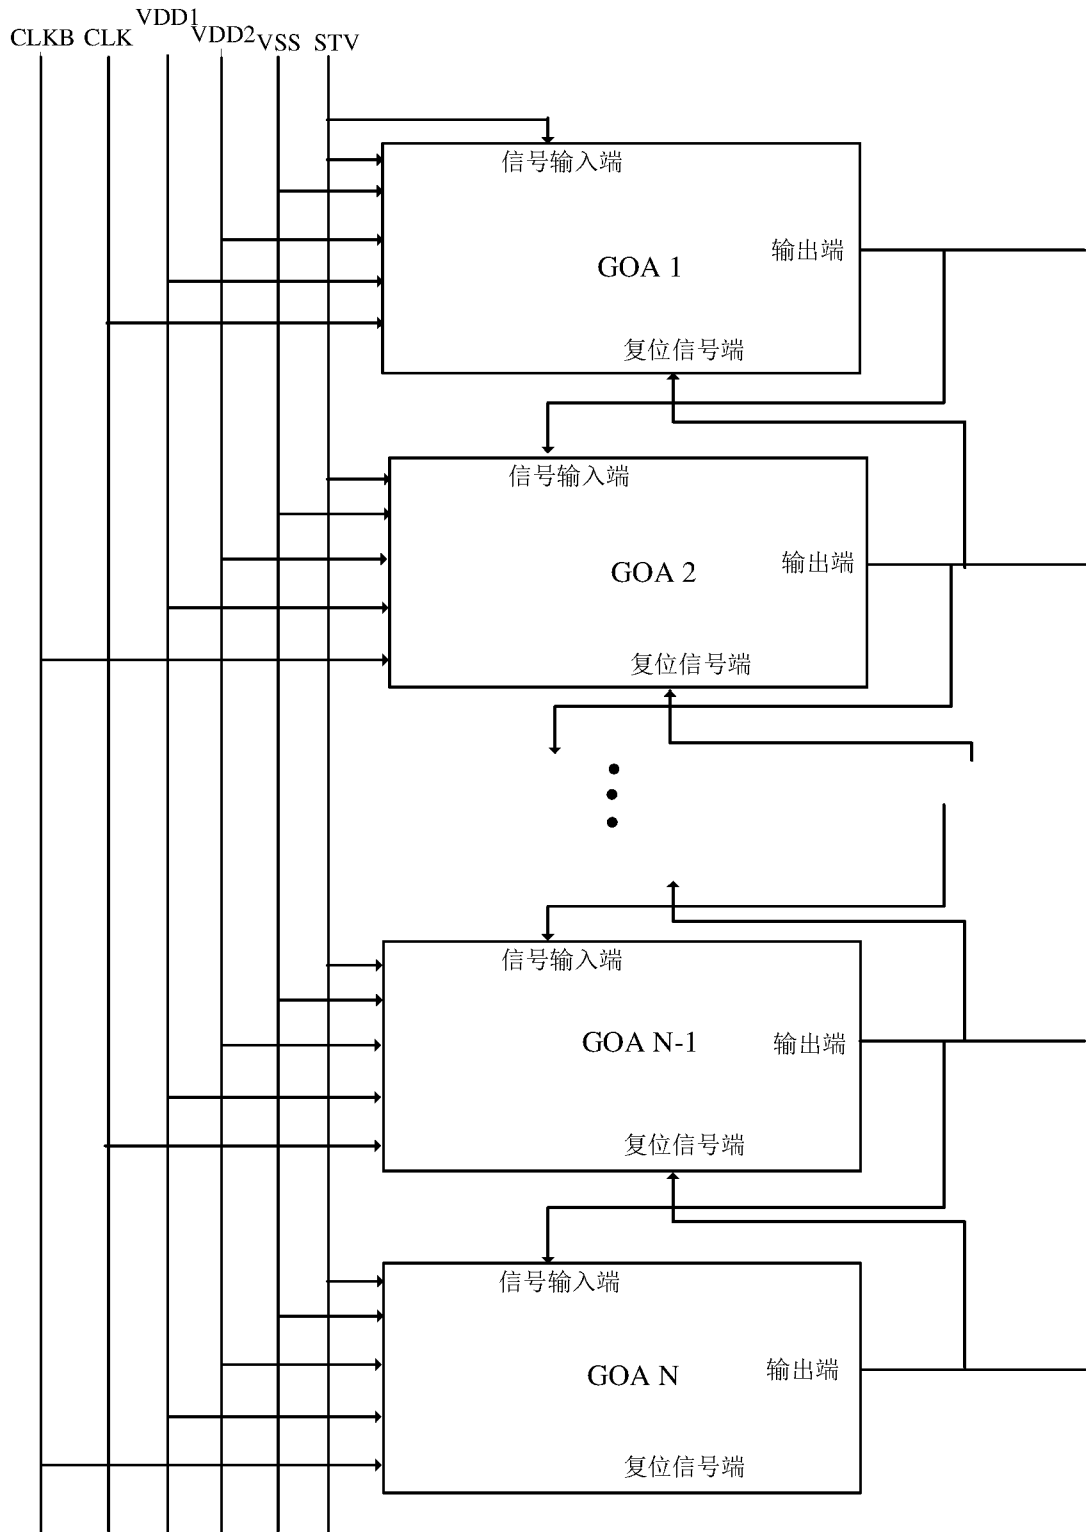 CLKB CLK VDD1 VDD2 VSS STV
信号输入端
输出端
GOA 1
复位信号端
信号输入端
输出端
GOA 2
复位信号端
信号输入端
GOA N-1
输出端
复位信号端
信号输入端
输出端
GOA N
复位信号端